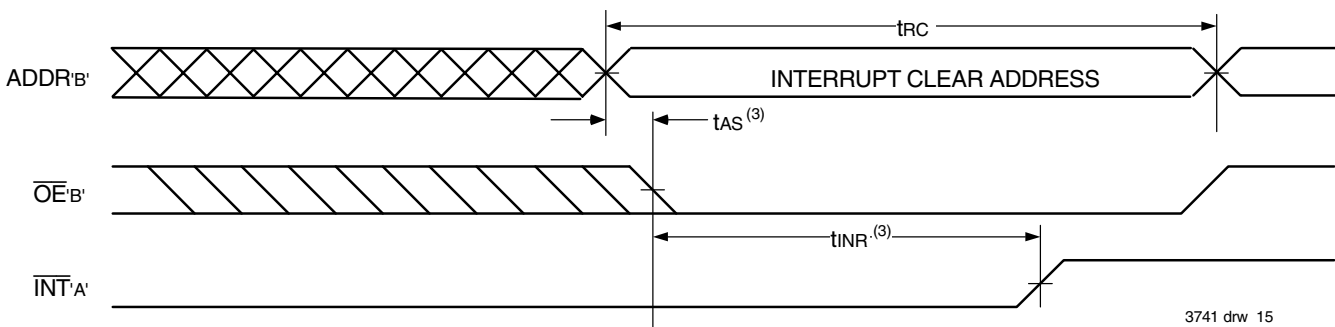 tRC
ADDR'B'
INTERRUPT CLEAR ADDRESS
tAS (3)
OE'B'
tINR (3)
INT'A'
3741 drw 15